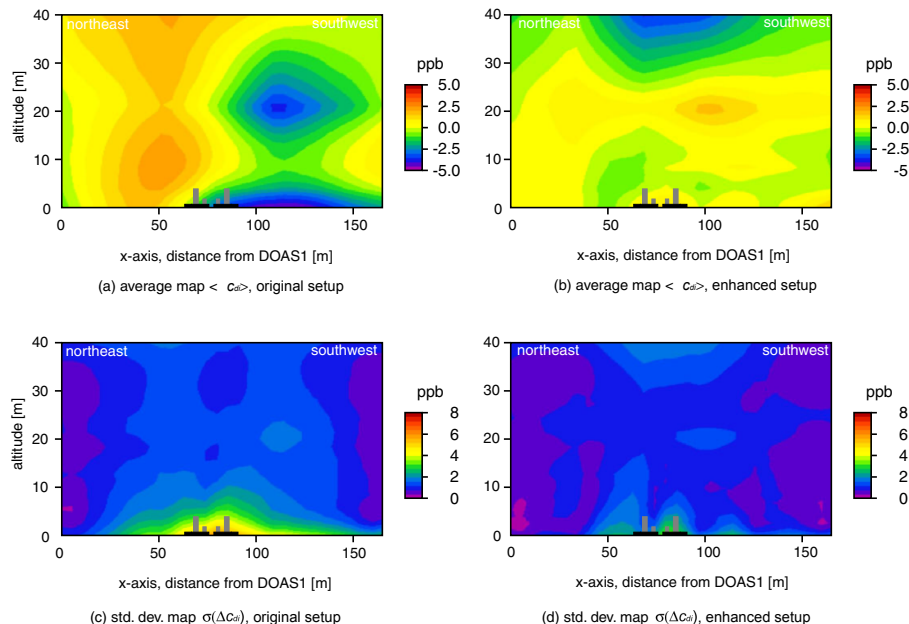 northeast
southwest
40
30
20
10
0
altitude [m]
0
50
100
150
x-axis, distance from DOAS1 [m]
ppb
5.0
2.5
0.0
-2.5
-5.0
(a) average map < c_di>, original setup
northeast
southwest
40
30
20
10
0
0
50
100
150
x-axis, distance from DOAS1 [m]
ppb
5.0
2.5
0.0
-2.5
-5.0
(b) average map < c_di>, enhanced setup
northeast
southwest
40
30
20
10
0
altitude [m]
0
50
100
150
x-axis, distance from DOAS1 [m]
ppb
8
6
4
2
0
(c) std. dev. map σ(Δc_di), original setup
northeast
southwest
40
30
20
10
0
0
50
100
150
x-axis, distance from DOAS1 [m]
ppb
8
6
4
2
0
(d) std. dev. map σ(Δc_di), enhanced setup